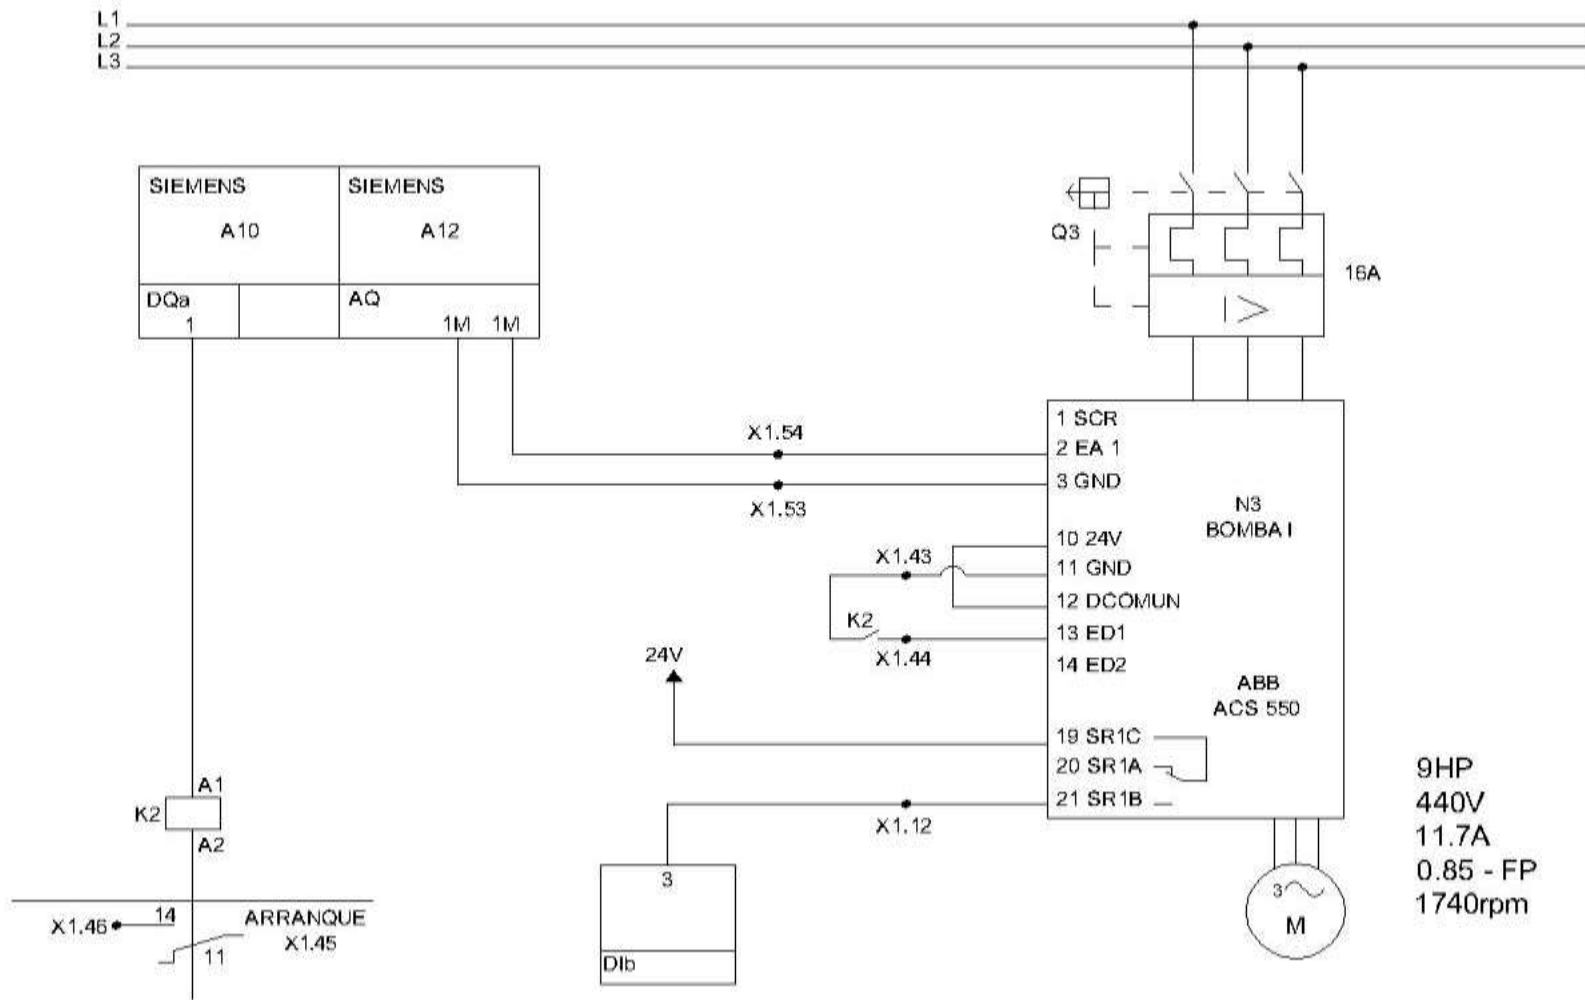 L1
L2
L3
SIEMENS
A10
SIEMENS
A12
DQa
1
AQ
1M 1M
Q3
16A
I >
X1.54
X1.53
1 SCR
2 EA 1
3 GND
N3
BOMBA I
10 24V
11 GND
12 DCOMUN
13 ED1
14 ED2
X1.43
K2
X1.44
24V
ABB
ACS 550
19 SR1C
20 SR1A
21 SR1B
X1.12
9HP
440V
11.7A
0.85 - FP
1740rpm
3
M
A1
K2
A2
14
X1.46
ARRANQUE
X1.45
11
3
DIb